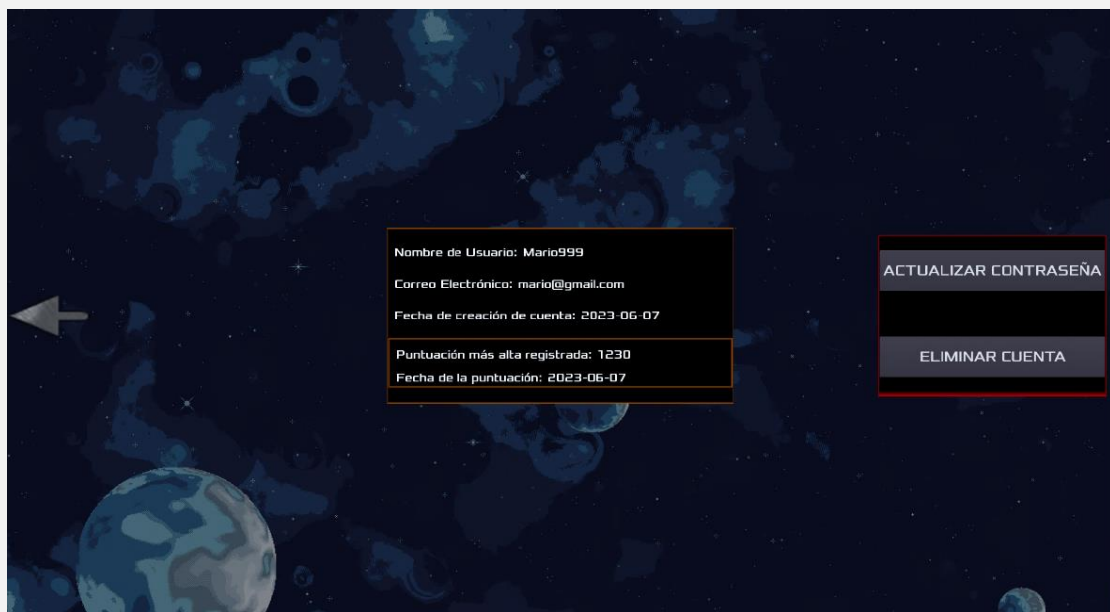 Nombre de Usuario: Mario999
Correo Electrónico: mario@gmail.com
Fecha de creación de cuenta: 2023-06-07
Puntuación más alta registrada: 1230
Fecha de la puntuación: 2023-06-07
ACTUALIZAR CONTRASEÑA
ELIMINAR CUENTA